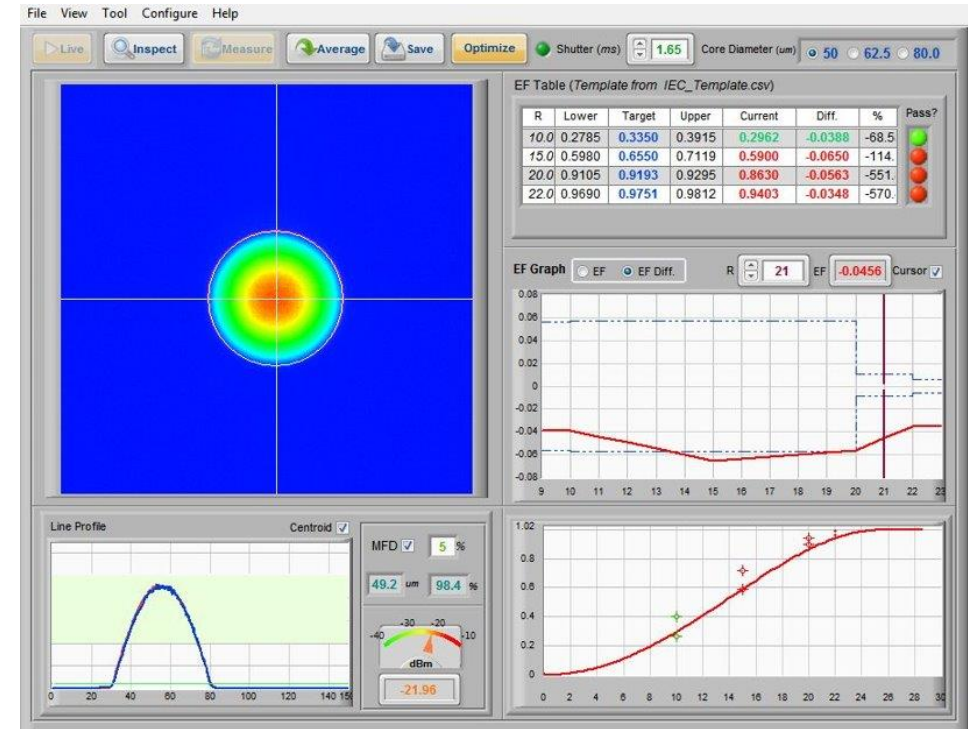 File View Tool Configure Help
Live Inspect Measure Average Save Optimize Shutter (ms) 1.65 Core Diameter (um) 50 62.5 80.0
EF Table (Template from IEC_Template.csv)
R Lower Target Upper Current Diff. % Pass?
10.0 0.2785 0.3350 0.3915 0.2962 -0.0388 -68.5
15.0 0.5980 0.6550 0.7119 0.5900 -0.0650 -114.
20.0 0.9105 0.9193 0.9295 0.8630 -0.0563 -551.
22.0 0.9690 0.9751 0.9812 0.9403 -0.0348 -570.
EF Graph EF EF Diff. R 21 EF -0.0456 Cursor
0.08
0.06
0.04
0.02
0
-0.02
-0.04
-0.06
-0.08
9 10 11 12 13 14 15 16 17 18 19 20 21 22 23
Line Profile Centroid
0 20 40 60 80 100 120 140 150
MFD 5 %
49.2 um 98.4 %
-40 -30 -20 -10
dBm
-21.96
1.02
0.8
0.6
0.4
0.2
0
0 2 4 6 8 10 12 14 16 18 20 22 24 26 28 30